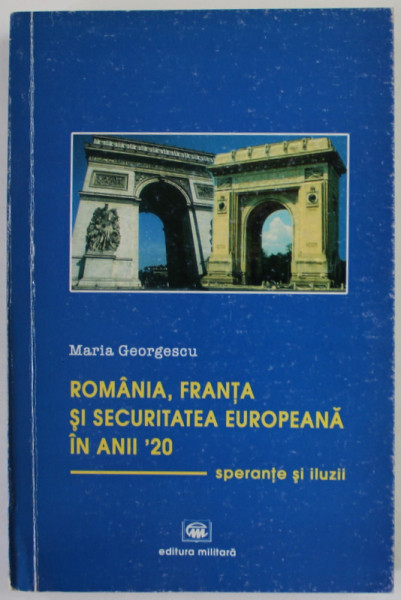 Maria Georgescu
ROMÂNIA, FRANȚA
ȘI SECURITATEA EUROPEANĂ
ÎN ANII '20
speranțe și iluzii
editura militară